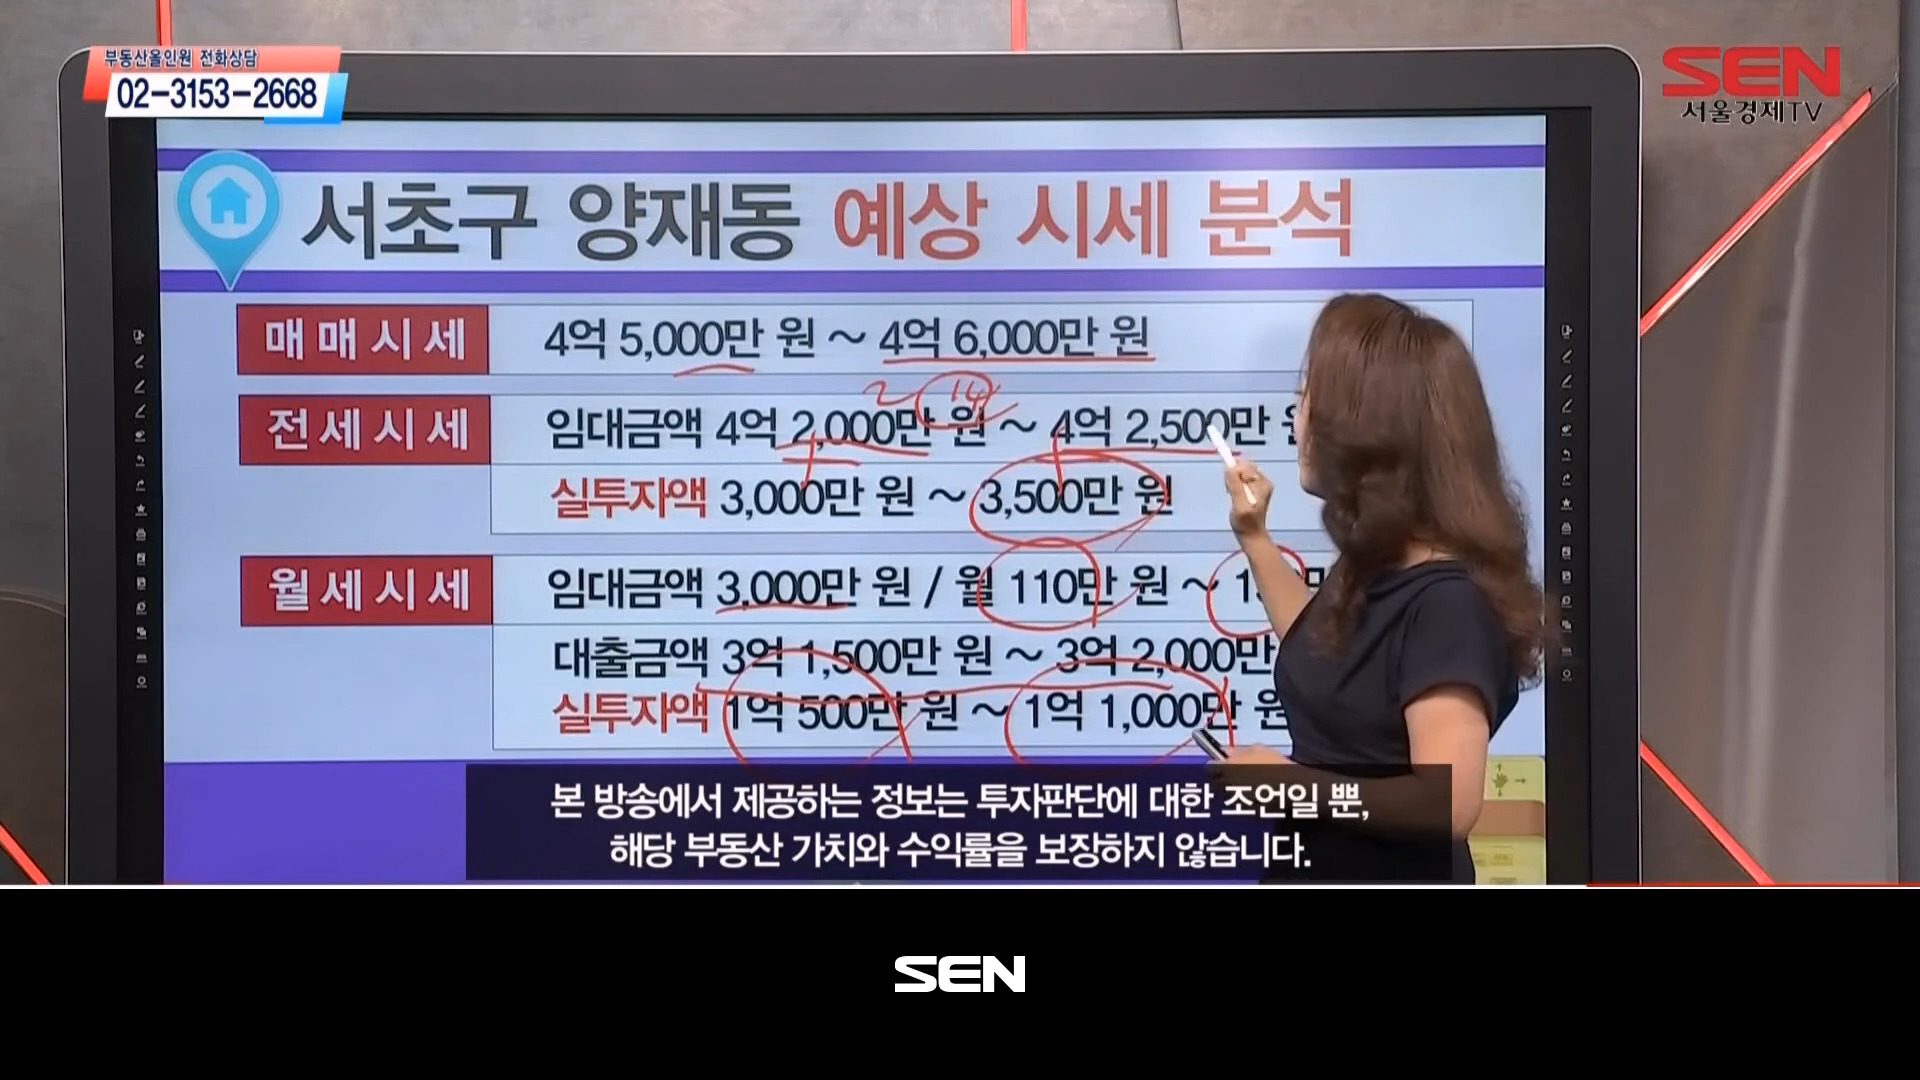 부동산올인원 전화상담
02-3153-2668
SEN
서울경제TV
서초구 양재동 예상 시세 분석
매매시세 4억 5,000만 원 ~ 4억 6,000만 원
2 14
전세시세 임대금액 4억 2,000만 원 ~ 4억 2,500만
실투자액 3,000만 원 ~ 3,500만 원
월세시세 임대금액 3,000만 원 / 월 110만 원 ~
대출금액 3억 1,500만 원 ~ 3억 2,000만
실투자액 1억 500만 원 ~ 1억 1,000만 원
본 방송에서 제공하는 정보는 투자판단에 대한 조언일 뿐,
해당 부동산 가치와 수익률을 보장하지 않습니다.
SEN